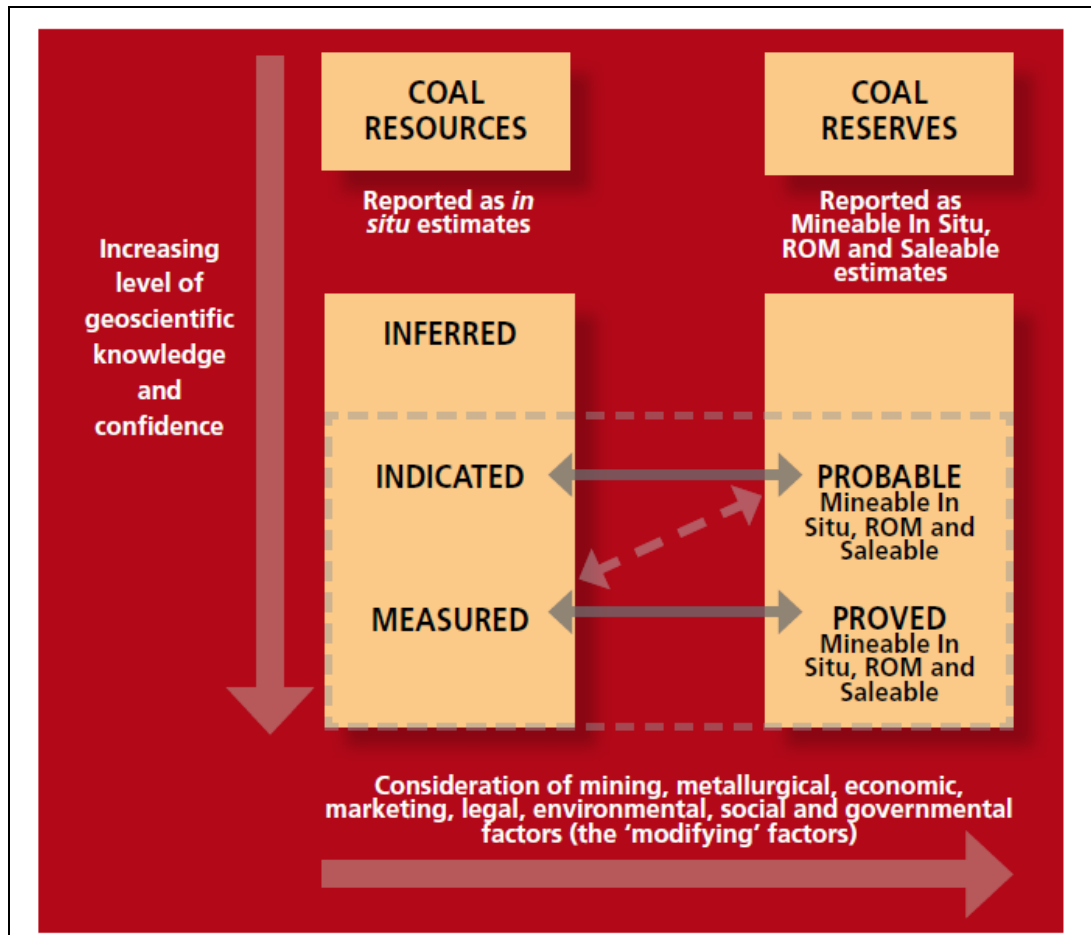 COAL
RESOURCES
COAL
RESERVES
Reported as in
situ estimates
Reported as
Mineable In Situ,
ROM and Saleable
estimates
Increasing
level of
geoscientific
knowledge
and
confidence
INFERRED
INDICATED
PROBABLE
Mineable In
Situ, ROM and
Saleable
MEASURED
PROVED
Mineable In
Situ, ROM and
Saleable
Consideration of mining, metallurgical, economic,
marketing, legal, environmental, social and governmental
factors (the ‘modifying’ factors)